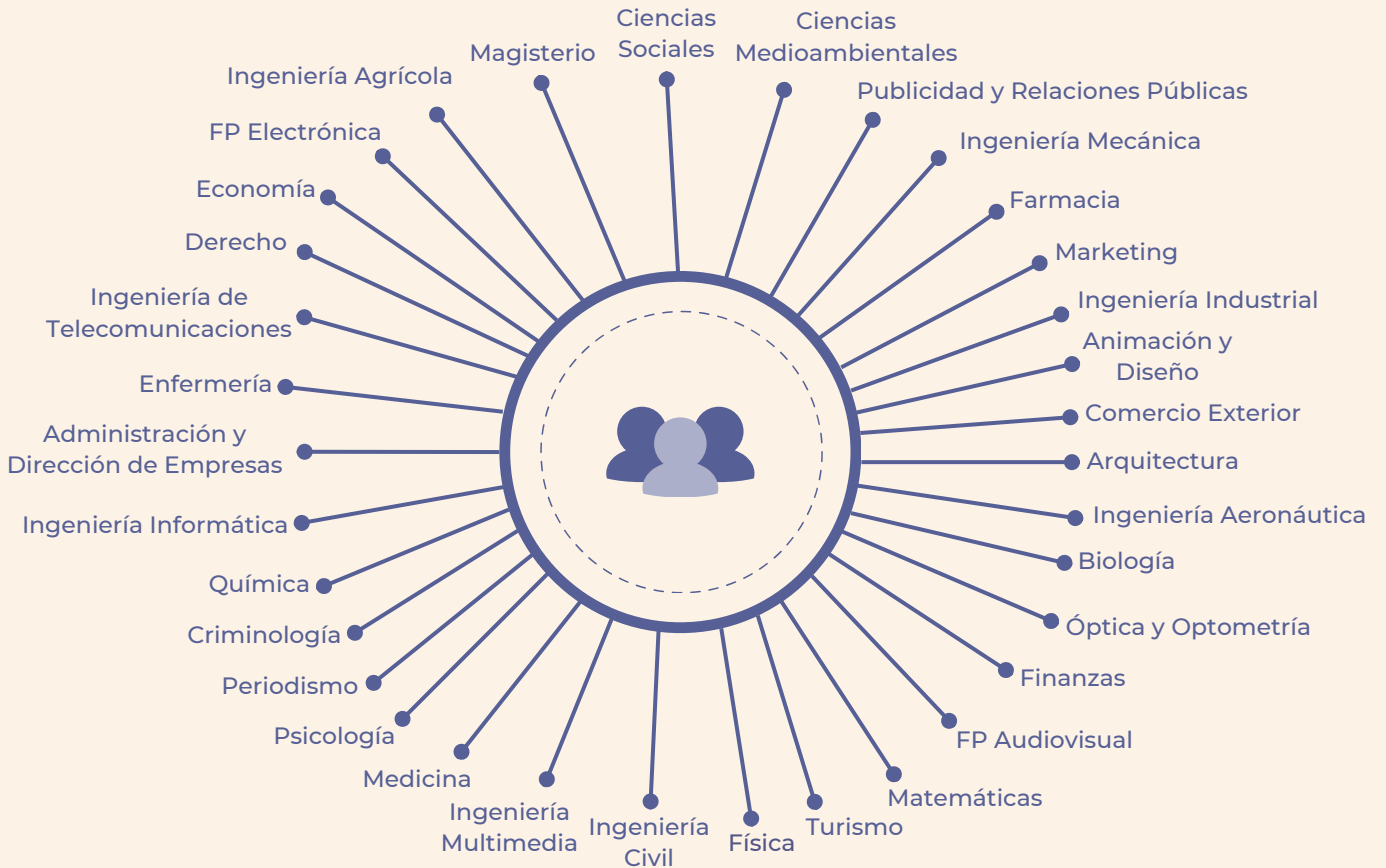 Ciencias
Sociales
Ciencias
Medioambientales
Publicidad y Relaciones Públicas
Ingeniería Mecánica
Farmacia
Marketing
Ingeniería Industrial
Animación y
Diseño
Comercio Exterior
Arquitectura
Ingeniería Aeronáutica
Biología
Óptica y Optometría
Finanzas
FP Audiovisual
Matemáticas
Turismo
Física
Ingeniería
Civil
Ingeniería
Multimedia
Medicina
Psicología
Periodismo
Criminología
Química
Ingeniería Informática
Administración y
Dirección de Empresas
Enfermería
Ingeniería de
Telecomunicaciones
Derecho
Economía
FP Electrónica
Ingeniería Agrícola
Magisterio